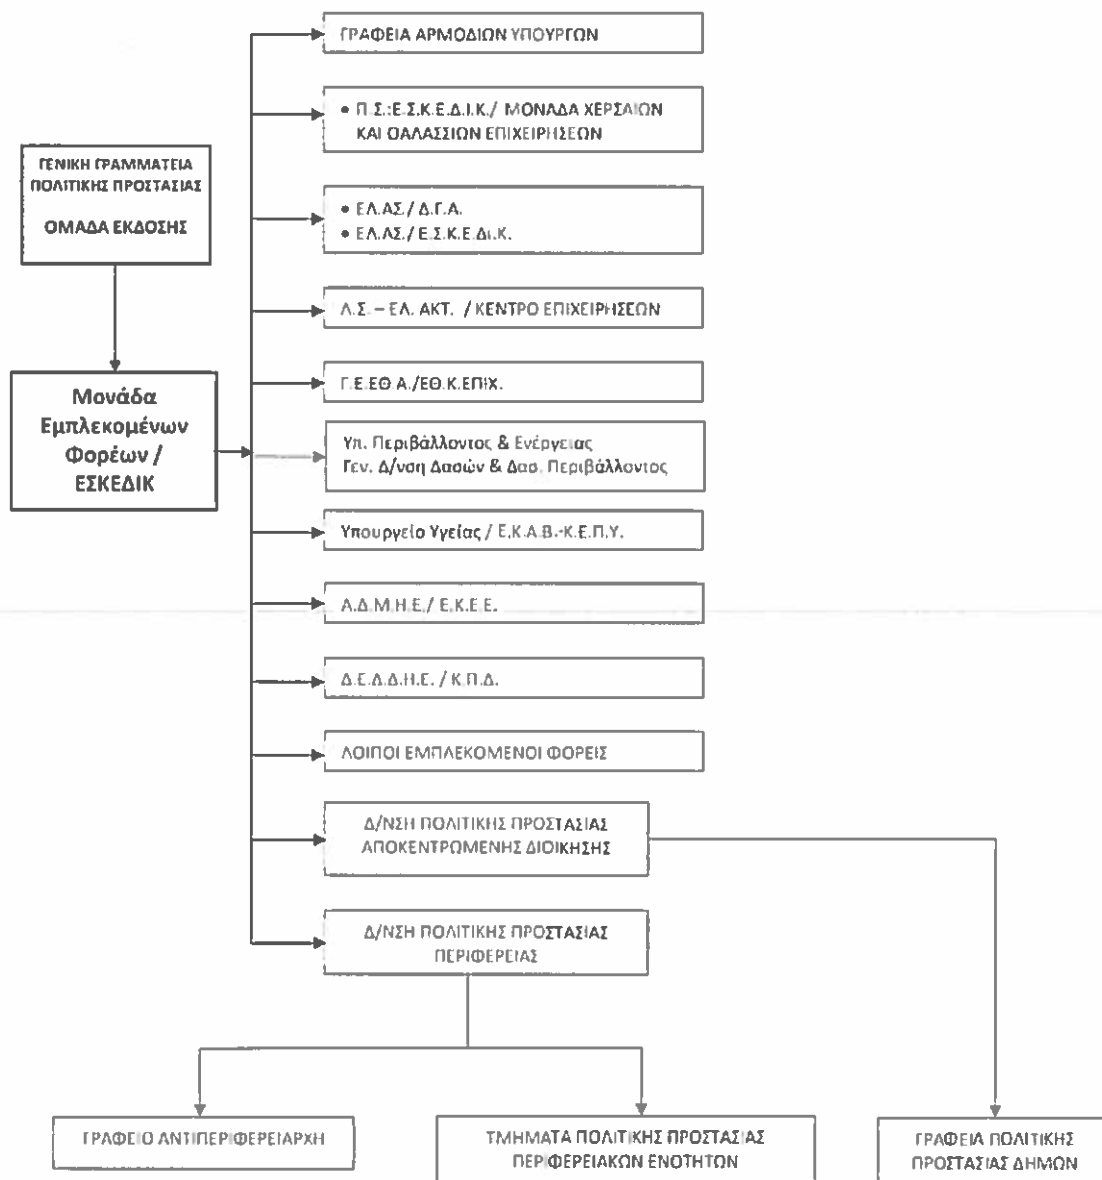 ΓΕΝΙΚΗ ΓΡΑΜΜΑΤΕΙΑ
ΠΟΛΙΤΙΚΗΣ ΠΡΟΣΤΑΣΙΑΣ
ΟΜΑΔΑ ΕΚΔΟΣΗΣ
Μονάδα
Εμπλεκομένων
Φορέων /
ΕΣΚΕΔΙΚ
ΓΡΑΦΕΙΑ ΑΡΜΟΔΙΩΝ ΥΠΟΥΡΓΩΝ
• Π.Σ.:Ε.Σ.Κ.Ε.Δ.Ι.Κ./ ΜΟΝΑΔΑ ΧΕΡΣΑΙΩΝ
ΚΑΙ ΘΑΛΑΣΣΙΩΝ ΕΠΙΧΕΙΡΗΣΕΩΝ
• ΕΛ.ΑΣ./ Δ.Γ.Α.
• ΕΛ.ΑΣ./ Ε.Σ.Κ.Ε.Δι.Κ.
Λ.Σ. – ΕΛ. ΑΚΤ. / ΚΕΝΤΡΟ ΕΠΙΧΕΙΡΗΣΕΩΝ
Γ.Ε.ΕΘ.Α./ΕΘ.Κ.ΕΠΙΧ.
Υπ. Περιβάλλοντος & Ενέργειας
Γεν. Δ/νση Δασών & Δασ. Περιβάλλοντος
Υπουργείο Υγείας / Ε.Κ.Α.Β.-Κ.Ε.Π.Υ.
Α.Δ.Μ.Η.Ε./ Ε.Κ.Ε.Ε.
Δ.Ε.Δ.Δ.Η.Ε. / Κ.Π.Δ.
ΛΟΙΠΟΙ ΕΜΠΛΕΚΟΜΕΝΟΙ ΦΟΡΕΙΣ
Δ/ΝΣΗ ΠΟΛΙΤΙΚΗΣ ΠΡΟΣΤΑΣΙΑΣ
ΑΠΟΚΕΝΤΡΩΜΕΝΗΣ ΔΙΟΙΚΗΣΗΣ
Δ/ΝΣΗ ΠΟΛΙΤΙΚΗΣ ΠΡΟΣΤΑΣΙΑΣ
ΠΕΡΙΦΕΡΕΙΑΣ
ΓΡΑΦΕΙΟ ΑΝΤΙΠΕΡΙΦΕΡΕΙΑΡΧΗ
ΤΜΗΜΑΤΑ ΠΟΛΙΤΙΚΗΣ ΠΡΟΣΤΑΣΙΑΣ
ΠΕΡΙΦΕΡΕΙΑΚΩΝ ΕΝΟΤΗΤΩΝ
ΓΡΑΦΕΙΑ ΠΟΛΙΤΙΚΗΣ
ΠΡΟΣΤΑΣΙΑΣ ΔΗΜΩΝ